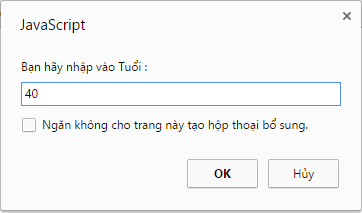 JavaScript
Bạn hãy nhập vào Tuổi :
40
Ngăn không cho trang này tạo hộp thoại bổ sung.
OK Hủy